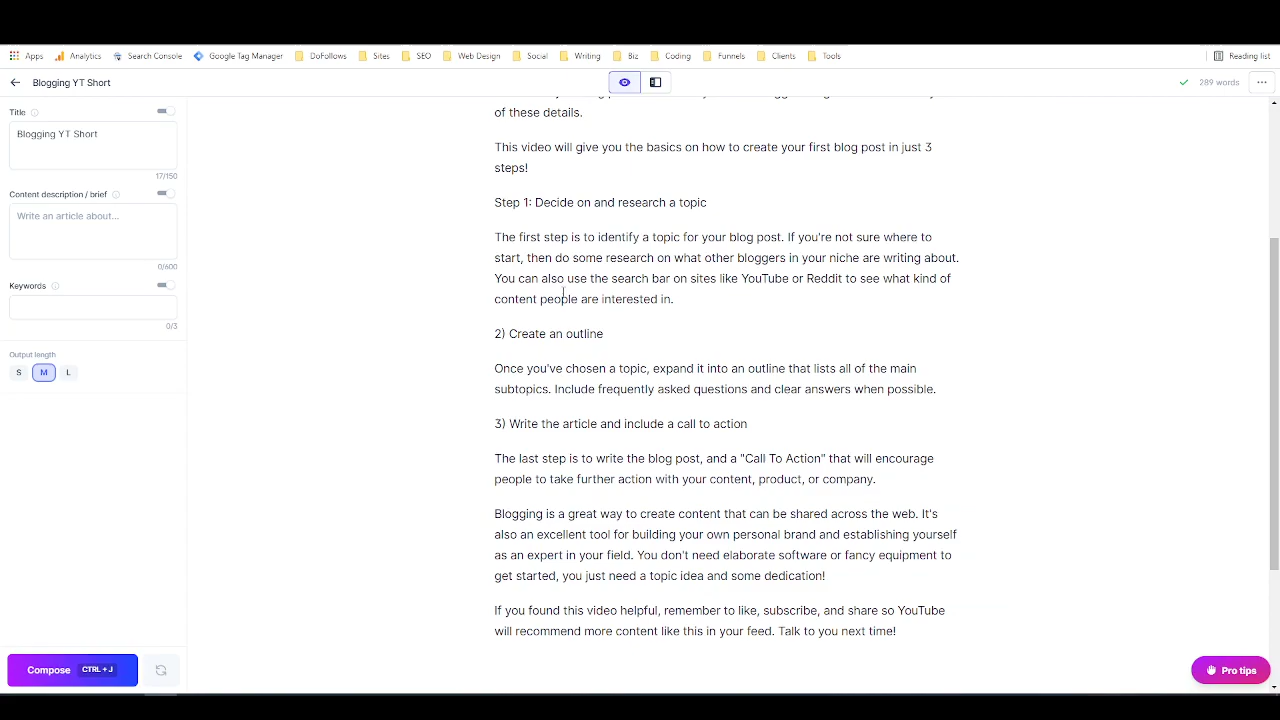 Apps Analytics Search Console Google Tag Manager DoFollows Sites SEO Web Design Social Writing Biz Coding Funnels Clients Tools Reading list
Blogging YT Short
289 words
Title
Blogging YT Short
17/150
Content description / brief
Write an article about...
0/600
Keywords
0/3
Output length
S M L
Compose CTRL + J
of these details.
This video will give you the basics on how to create your first blog post in just 3
steps!
Step 1: Decide on and research a topic
The first step is to identify a topic for your blog post. If you're not sure where to
start, then do some research on what other bloggers in your niche are writing about.
You can also use the search bar on sites like YouTube or Reddit to see what kind of
content people are interested in.
2) Create an outline
Once you've chosen a topic, expand it into an outline that lists all of the main
subtopics. Include frequently asked questions and clear answers when possible.
3) Write the article and include a call to action
The last step is to write the blog post, and a "Call To Action" that will encourage
people to take further action with your content, product, or company.
Blogging is a great way to create content that can be shared across the web. It's
also an excellent tool for building your own personal brand and establishing yourself
as an expert in your field. You don't need elaborate software or fancy equipment to
get started, you just need a topic idea and some dedication!
If you found this video helpful, remember to like, subscribe, and share so YouTube
will recommend more content like this in your feed. Talk to you next time!
Pro tips